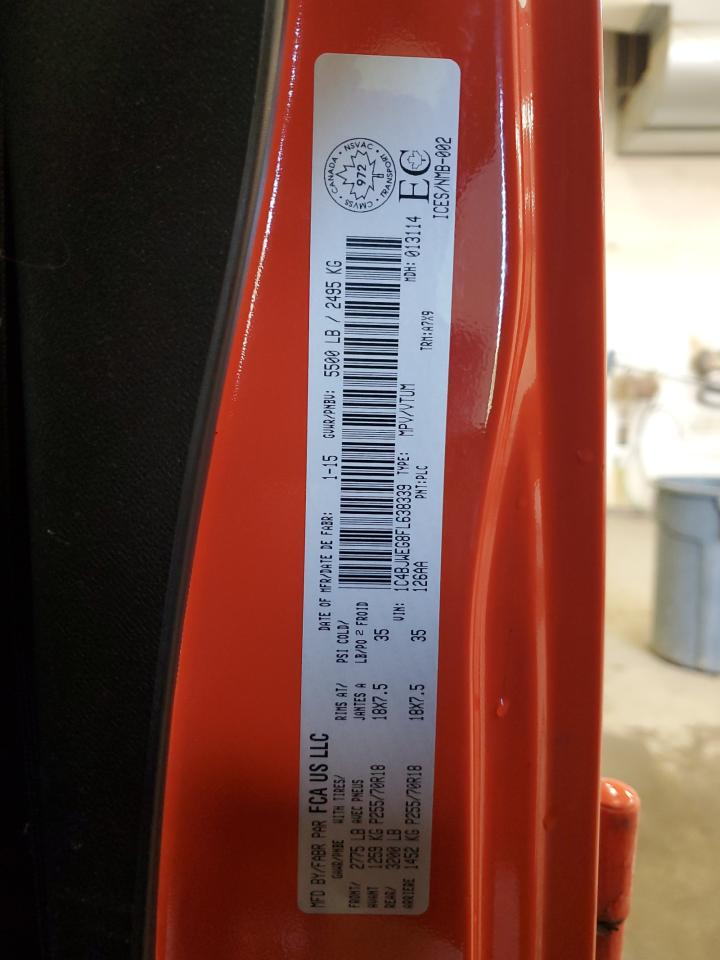 MFD BY/FABR PAR FCA US LLC
DATE OF MFR/DATE DE FABR: 1-15 GVWR/PNBV: 5500 LB / 2495 KG
GAWR/PNBE WITH TIRES/ RIMS AT/ PSI COLD/
AVEC PNEUS JANTES A LB/PO 2 FROID
FRONT/ 2775 LB
AVANT 1259 KG P255/70R18 18X7.5 35
REAR/ 3200 LB
ARRIERE 1452 KG P255/70R18 18X7.5 35
VIN: 1C4BJWEG8FL638339 TYPE: MPV/VTUM
126AA PNT:PLC TRM:A7X9 MDH: 013114
CANADA • NSVAC • TRANSPORT • CMVSS •
972
EC
ICES/NMB-002